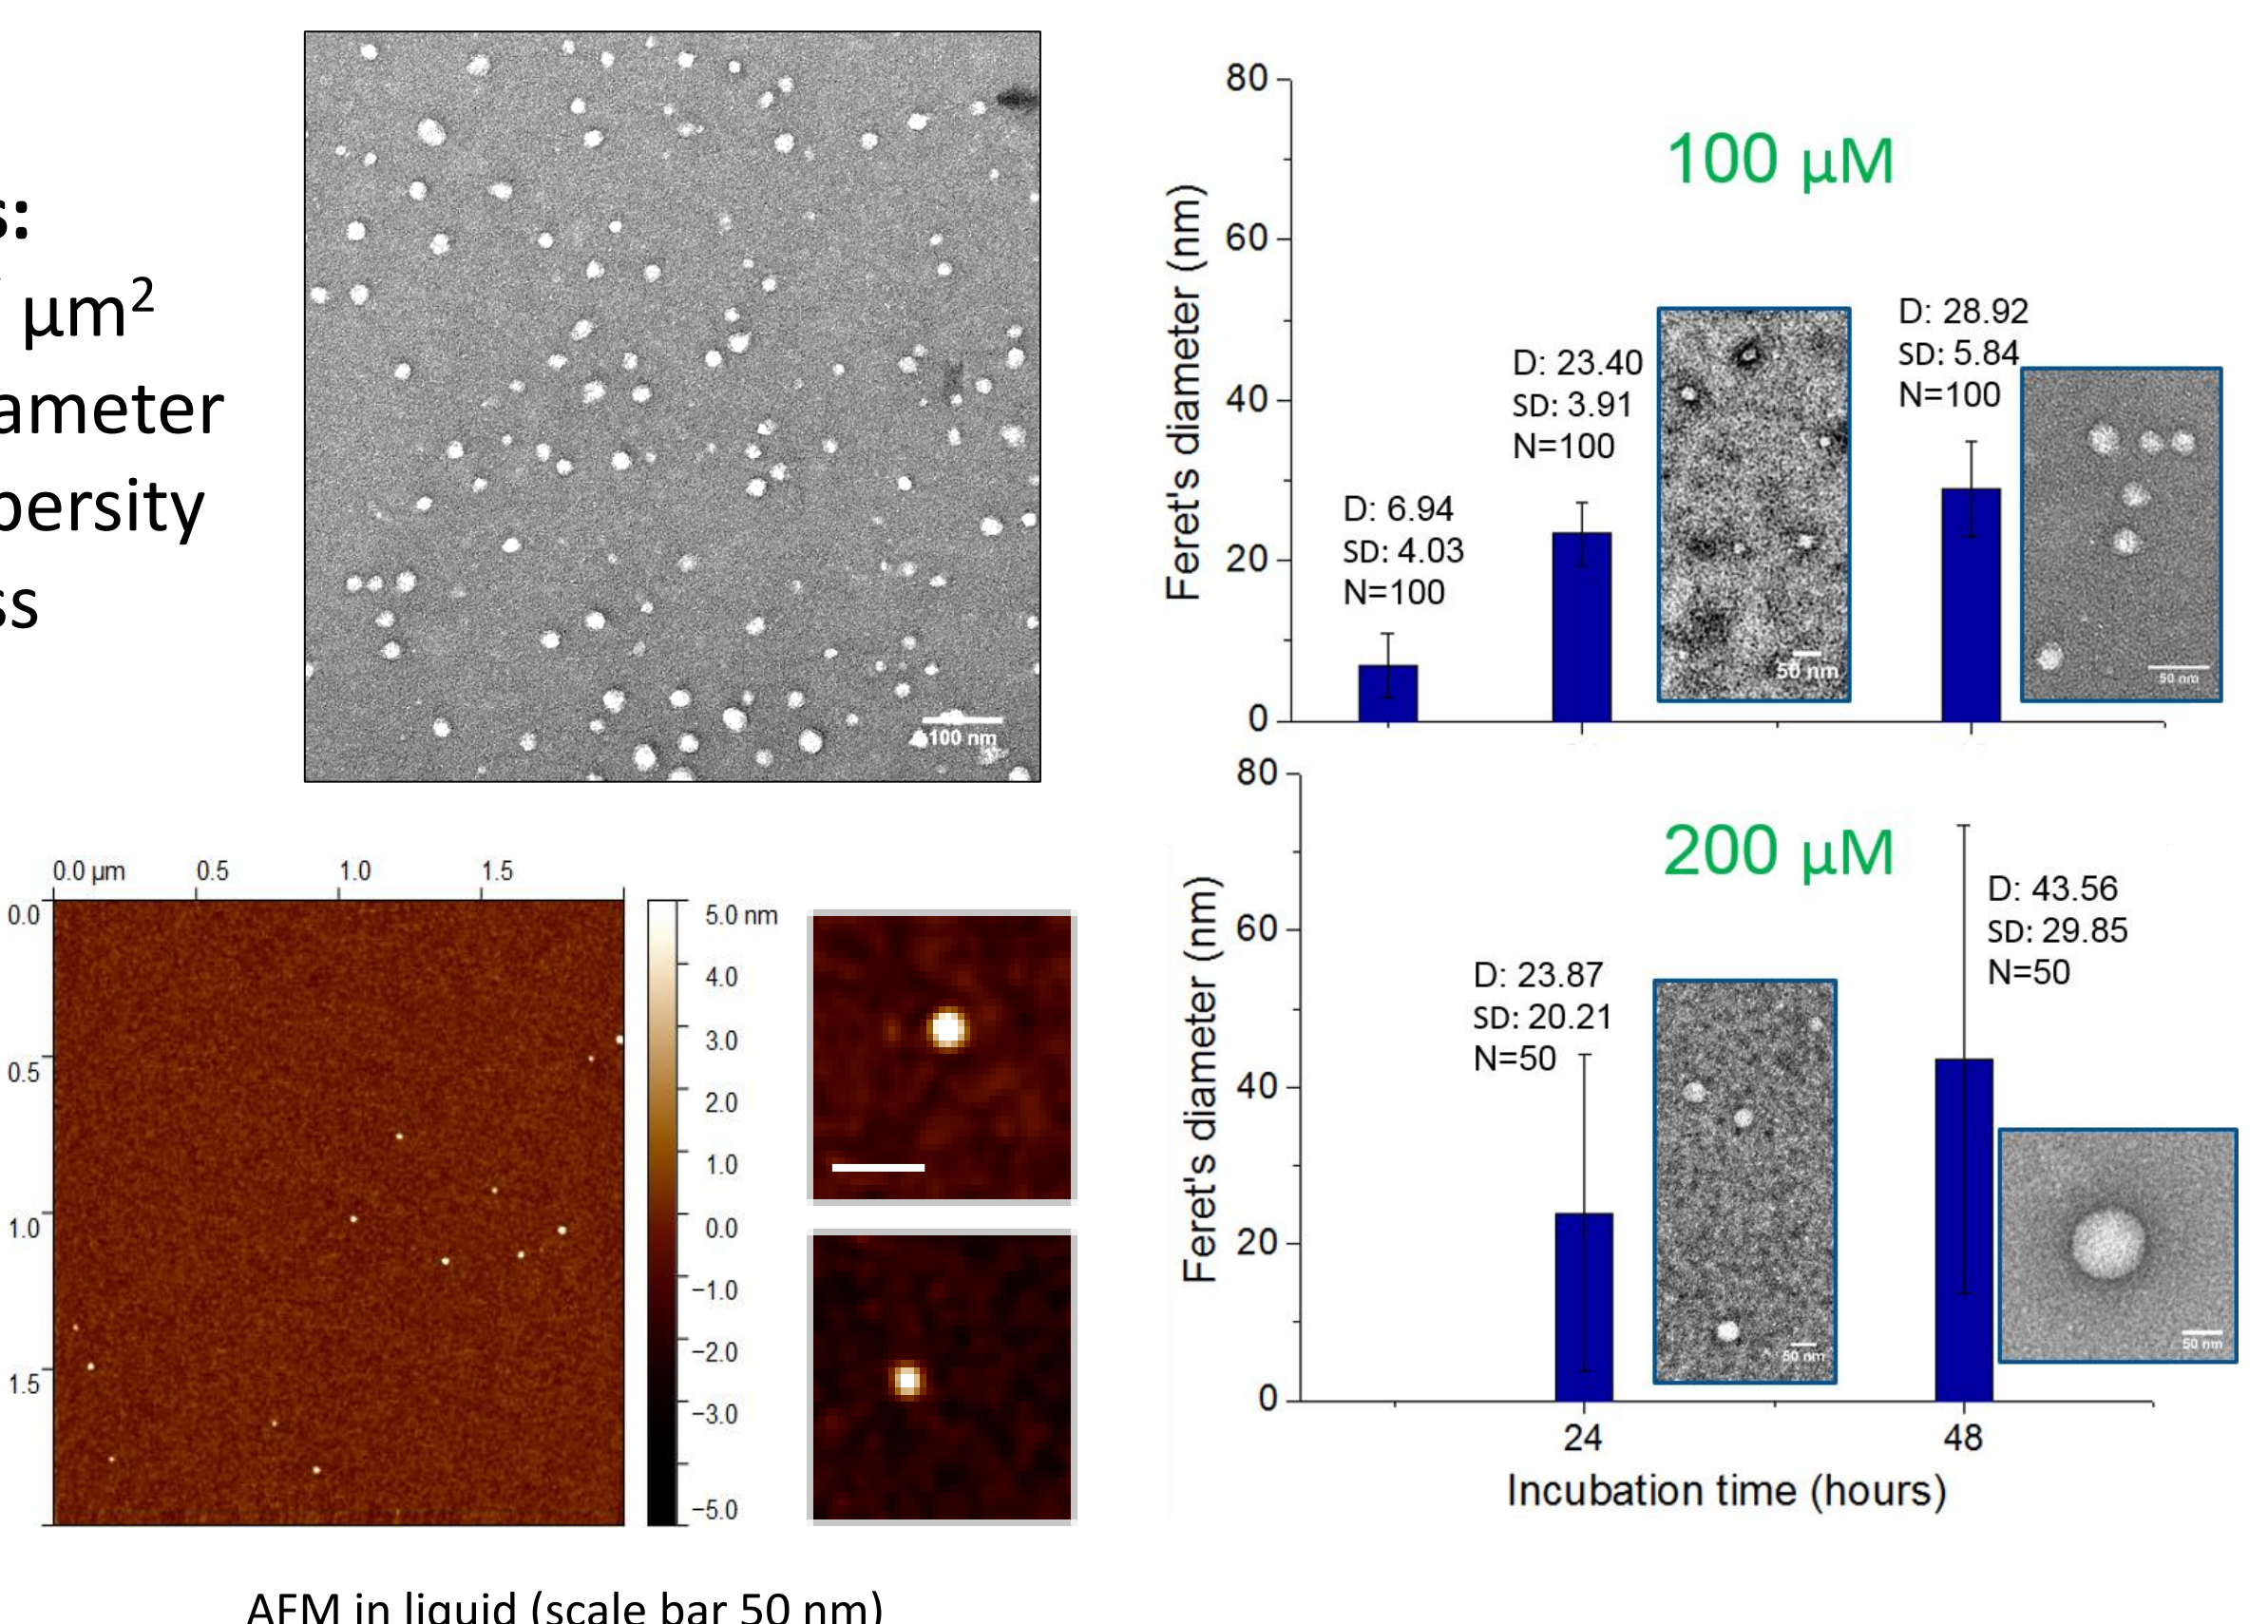 s:
µm²
ameter
persity
ss
100 nm
0.0 µm 0.5 1.0 1.5
0.0
0.5
1.0
1.5
5.0 nm
4.0
3.0
2.0
1.0
0.0
−1.0
−2.0
−3.0
−5.0
AFM in liquid (scale bar 50 nm)
Feret's diameter (nm)
80
60
40
20
0
100 µM
D: 6.94
SD: 4.03
N=100
D: 23.40
SD: 3.91
N=100
50 nm
D: 28.92
SD: 5.84
N=100
50 nm
Feret's diameter (nm)
80
60
40
20
0
200 µM
D: 23.87
SD: 20.21
N=50
50 nm
D: 43.56
SD: 29.85
N=50
50 nm
24 48
Incubation time (hours)